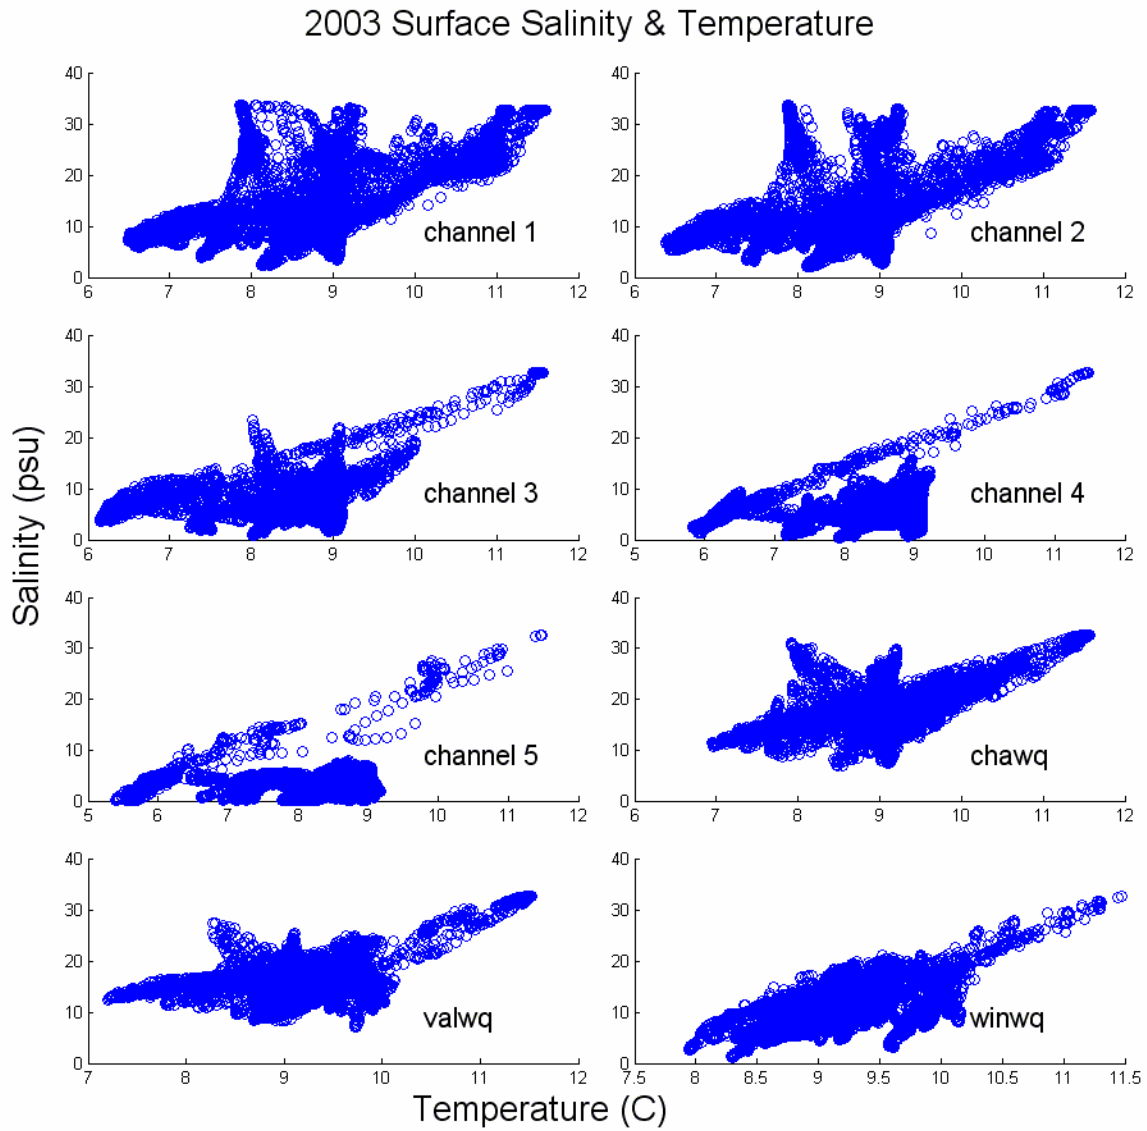 2003 Surface Salinity & Temperature
40
30
20
10
0
channel 1
6 7 8 9 10 11 12
40
30
20
10
0
channel 2
6 7 8 9 10 11 12
40
30
20
10
0
channel 3
6 7 8 9 10 11 12
40
30
20
10
0
channel 4
5 6 7 8 9 10 11 12
Salinity (psu)
40
30
20
10
0
channel 5
5 6 7 8 9 10 11 12
40
30
20
10
0
chawq
6 7 8 9 10 11 12
40
30
20
10
0
valwq
7 8 9 10 11 12
40
30
20
10
0
winwq
7.5 8 8.5 9 9.5 10 10.5 11 11.5
Temperature (C)